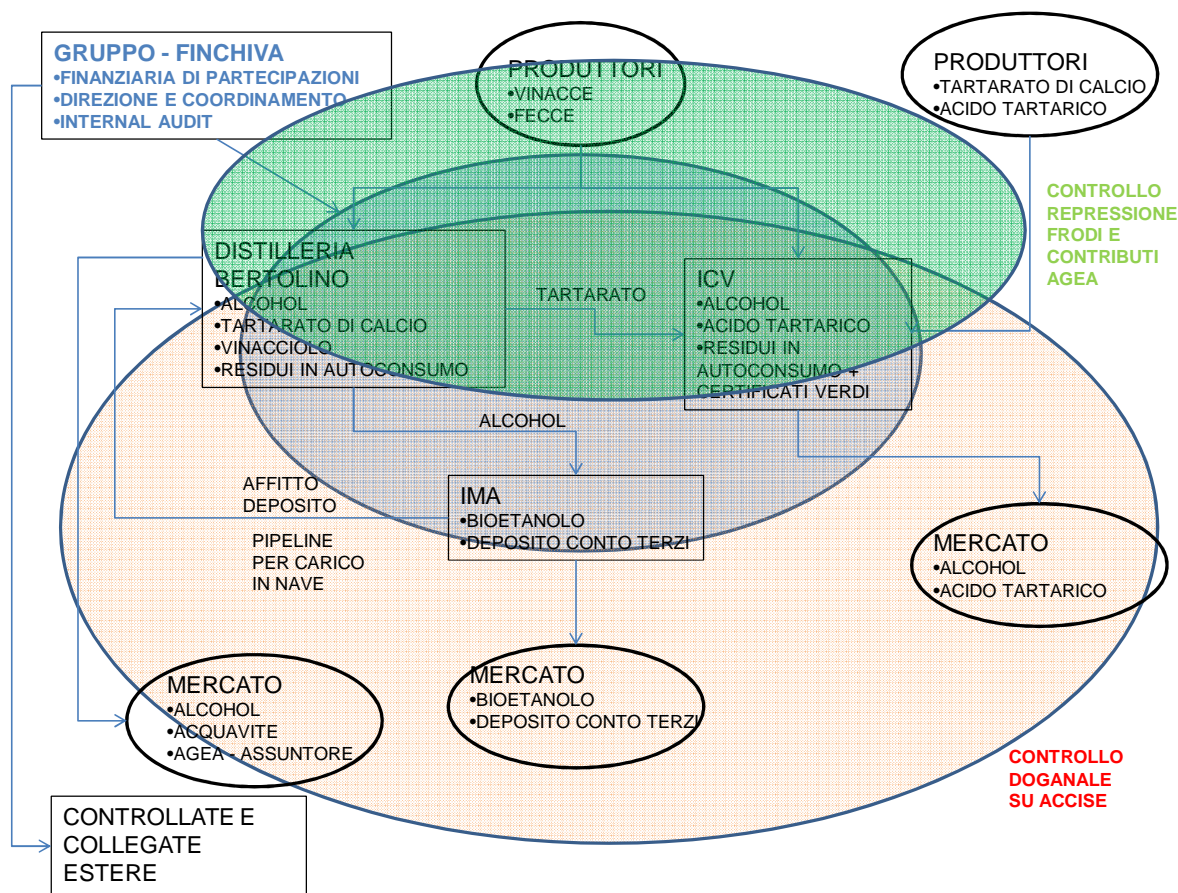 GRUPPO - FINCHIVA
•FINANZIARIA DI PARTECIPAZIONI
•DIREZIONE E COORDINAMENTO
•INTERNAL AUDIT
PRODUTTORI
•VINACCE
•FECCE
PRODUTTORI
•TARTARATO DI CALCIO
•ACIDO TARTARICO
CONTROLLO
REPRESSIONE
FRODI E
CONTRIBUTI
AGEA
DISTILLERIA
BERTOLINO
•ALCOHOL
•TARTARATO DI CALCIO
•VINACCIOLO
•RESIDUI IN AUTOCONSUMO
TARTARATO
ICV
•ALCOHOL
•ACIDO TARTARICO
•RESIDUI IN
AUTOCONSUMO +
CERTIFICATI VERDI
ALCOHOL
AFFITTO
DEPOSITO
IMA
•BIOETANOLO
•DEPOSITO CONTO TERZI
PIPELINE
PER CARICO
IN NAVE
MERCATO
•ALCOHOL
•ACIDO TARTARICO
MERCATO
•ALCOHOL
•ACQUAVITE
•AGEA - ASSUNTORE
MERCATO
•BIOETANOLO
•DEPOSITO CONTO TERZI
CONTROLLO
DOGANALE
SU ACCISE
CONTROLLATE E
COLLEGATE
ESTERE